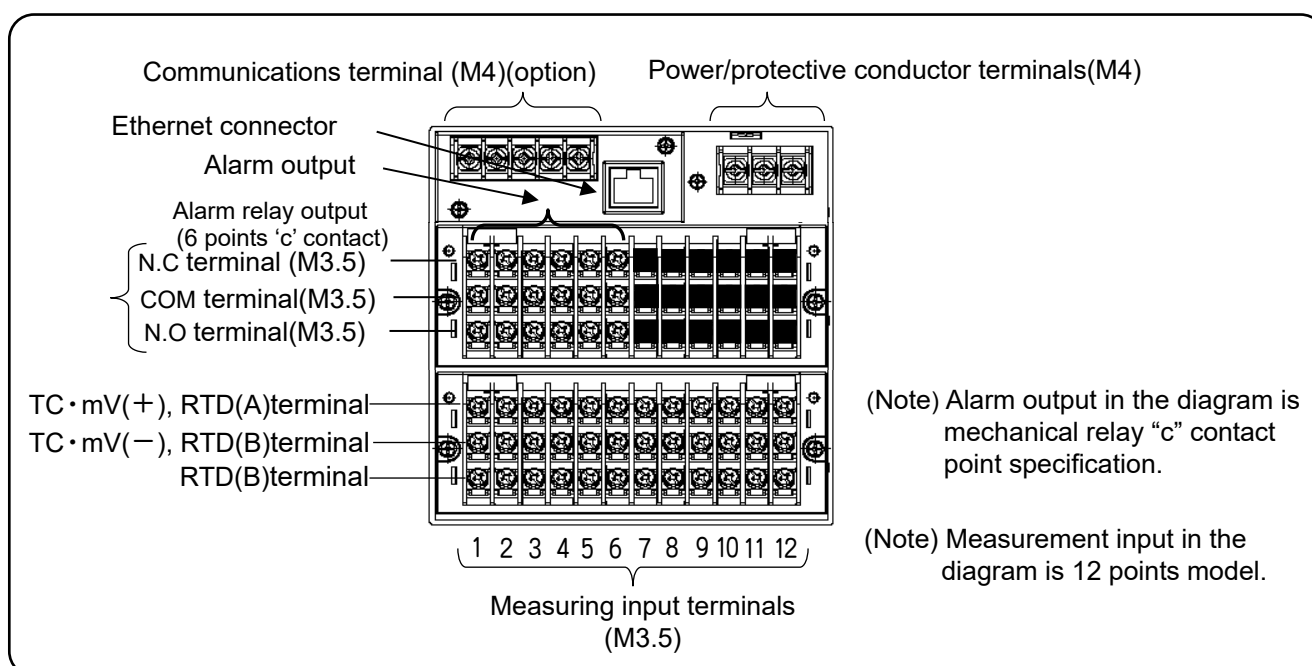 Communications terminal (M4)(option)
Power/protective conductor terminals(M4)
Ethernet connector
Alarm output
Alarm relay output
(6 points ‘c’ contact)
N.C terminal (M3.5)
COM terminal(M3.5)
N.O terminal(M3.5)
TC・mV(＋), RTD(A)terminal
TC・mV(－), RTD(B)terminal
RTD(B)terminal
(Note) Alarm output in the diagram is
mechanical relay “c” contact
point specification.
1 2 3 4 5 6 7 8 9 10 11 12
(Note) Measurement input in the
diagram is 12 points model.
Measuring input terminals
(M3.5)